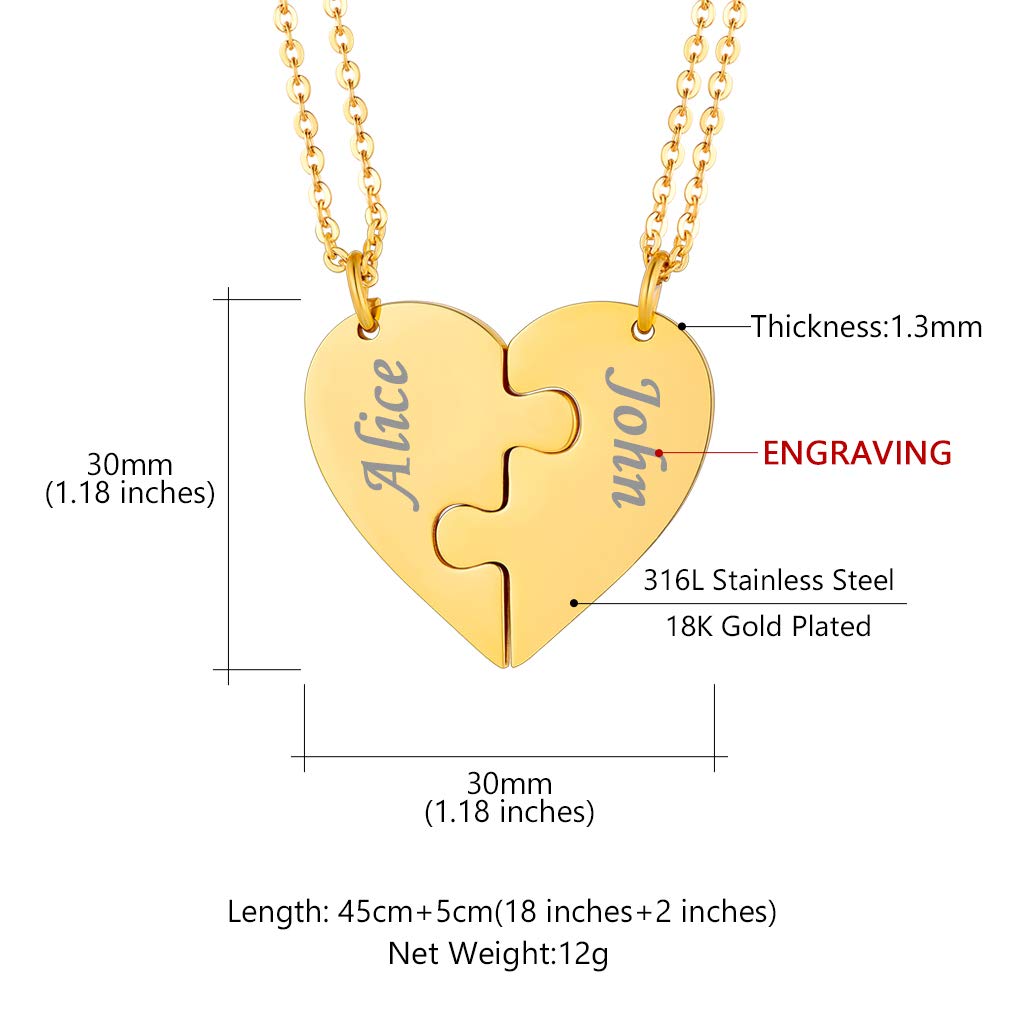 Alice
John
Thickness:1.3mm
ENGRAVING
30mm
(1.18 inches)
316L Stainless Steel
18K Gold Plated
30mm
(1.18 inches)
Length: 45cm+5cm(18 inches+2 inches)
Net Weight:12g